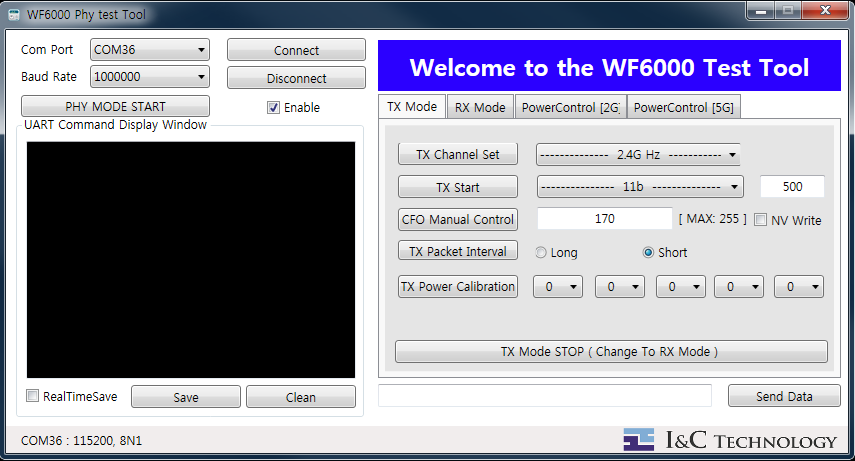 WF6000 Phy test Tool
Com Port COM36 Connect
Baud Rate 1000000 Disconnect
PHY MODE START Enable
UART Command Display Window
RealTimeSave Save Clean
Welcome to the WF6000 Test Tool
TX Mode RX Mode PowerControl [2G] PowerControl [5G]
TX Channel Set -------------- 2.4G Hz -----------
TX Start --------------- 11b --------------- 500
CFO Manual Control 170 [ MAX: 255 ] NV Write
TX Packet Interval Long Short
TX Power Calibration 0 0 0 0 0
TX Mode STOP ( Change To RX Mode )
Send Data
COM36 : 115200, 8N1
I&C TECHNOLOGY